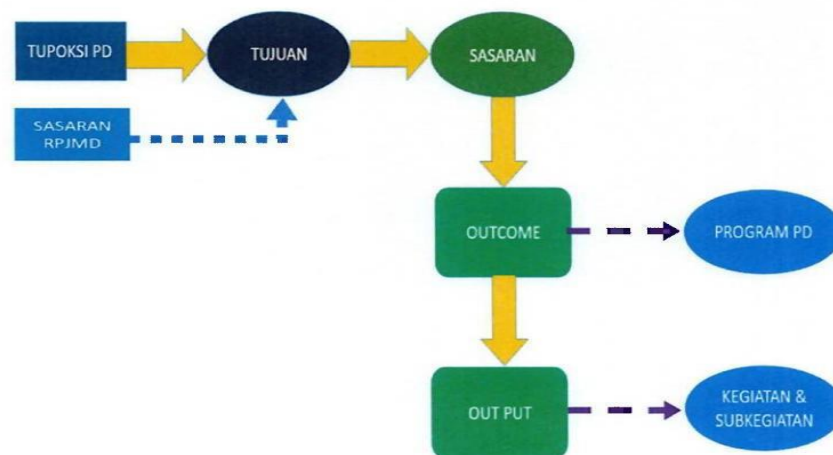 TUPOKSI PD
TUJUAN
SASARAN
SASARAN
RPJMD
OUTCOME
PROGRAM PD
OUT PUT
KEGIATAN &
SUBKEGIATAN